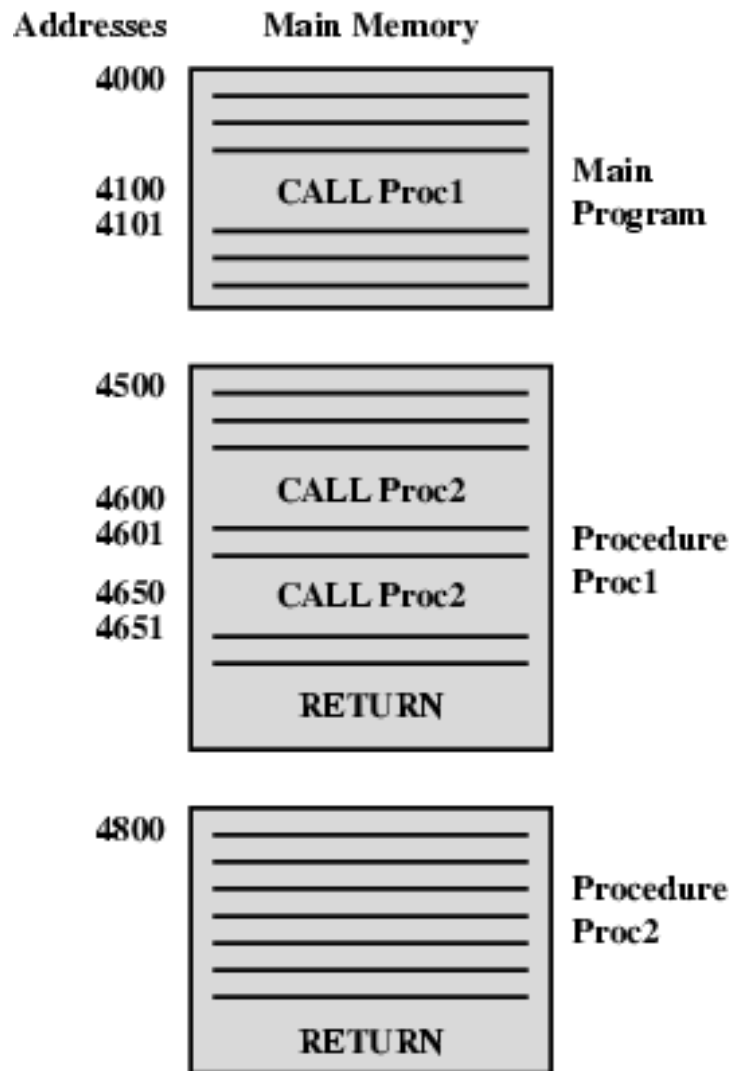 Addresses Main Memory
4000
4100 CALL Proc1
4101
Main
Program
4500
4600 CALL Proc2
4601
4650 CALL Proc2
4651
Procedure
Proc1
RETURN
4800
Procedure
Proc2
RETURN